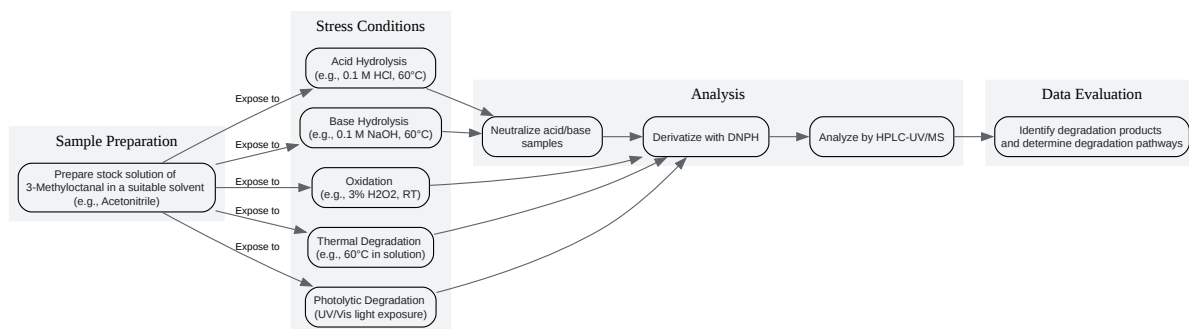 Sample Preparation
Prepare stock solution of
3-Methyloctanal in a suitable solvent
(e.g., Acetonitrile)
Expose to
Expose to
Expose to
Expose to
Expose to
Stress Conditions
Acid Hydrolysis
(e.g., 0.1 M HCl, 60°C)
Base Hydrolysis
(e.g., 0.1 M NaOH, 60°C)
Oxidation
(e.g., 3% H2O2, RT)
Thermal Degradation
(e.g., 60°C in solution)
Photolytic Degradation
(UV/Vis light exposure)
Analysis
Neutralize acid/base
samples
Derivatize with DNPH
Analyze by HPLC-UV/MS
Data Evaluation
Identify degradation products
and determine degradation pathways